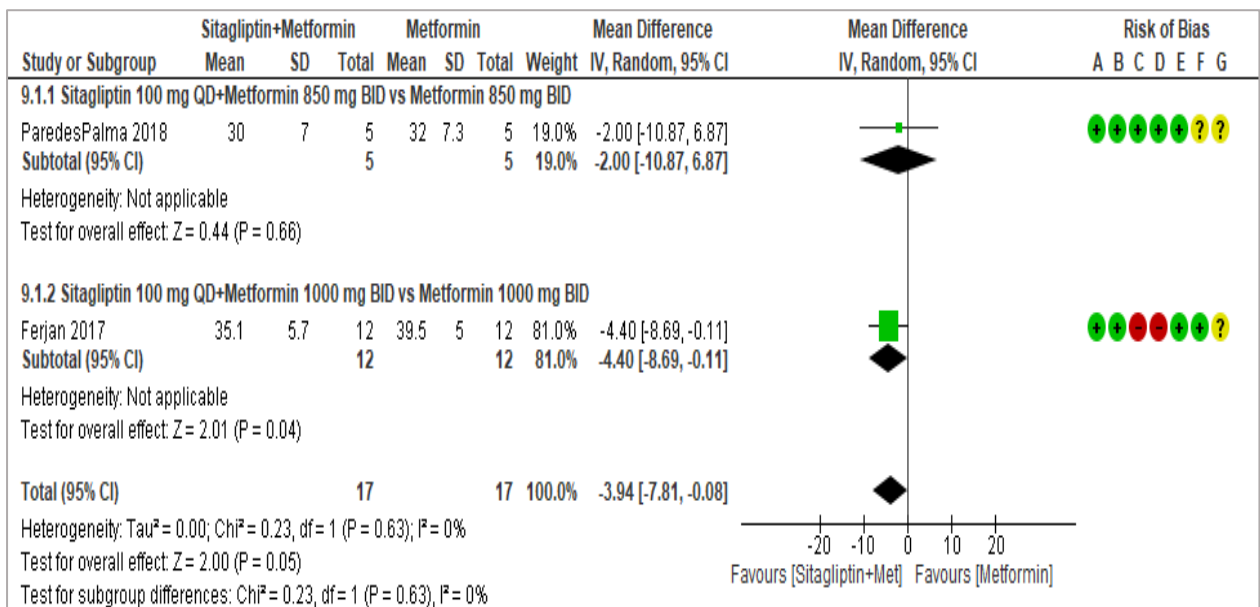 Sitagliptin+Metformin Metformin Mean Difference Mean Difference Risk of Bias
Study or Subgroup Mean SD Total Mean SD Total Weight IV, Random, 95% CI IV, Random, 95% CI A B C D E F G
9.1.1 Sitagliptin 100 mg QD+Metformin 850 mg BID vs Metformin 850 mg BID
ParedesPalma 2018 30 7 5 32 7.3 5 19.0% -2.00 [-10.87, 6.87] + + + + + ? ?
Subtotal (95% CI) 5 5 19.0% -2.00 [-10.87, 6.87]
Heterogeneity: Not applicable
Test for overall effect: Z = 0.44 (P = 0.66)
9.1.2 Sitagliptin 100 mg QD+Metformin 1000 mg BID vs Metformin 1000 mg BID
Ferjan 2017 35.1 5.7 12 39.5 5 12 81.0% -4.40 [-8.69, -0.11] + + - - + + ?
Subtotal (95% CI) 12 12 81.0% -4.40 [-8.69, -0.11]
Heterogeneity: Not applicable
Test for overall effect: Z = 2.01 (P = 0.04)
Total (95% CI) 17 17 100.0% -3.94 [-7.81, -0.08]
Heterogeneity: Tau² = 0.00; Chi² = 0.23, df = 1 (P = 0.63); I² = 0%
Test for overall effect: Z = 2.00 (P = 0.05)
Test for subgroup differences: Chi² = 0.23, df = 1 (P = 0.63), I² = 0%
-20 -10 0 10 20
Favours [Sitagliptin+Met] Favours [Metformin]